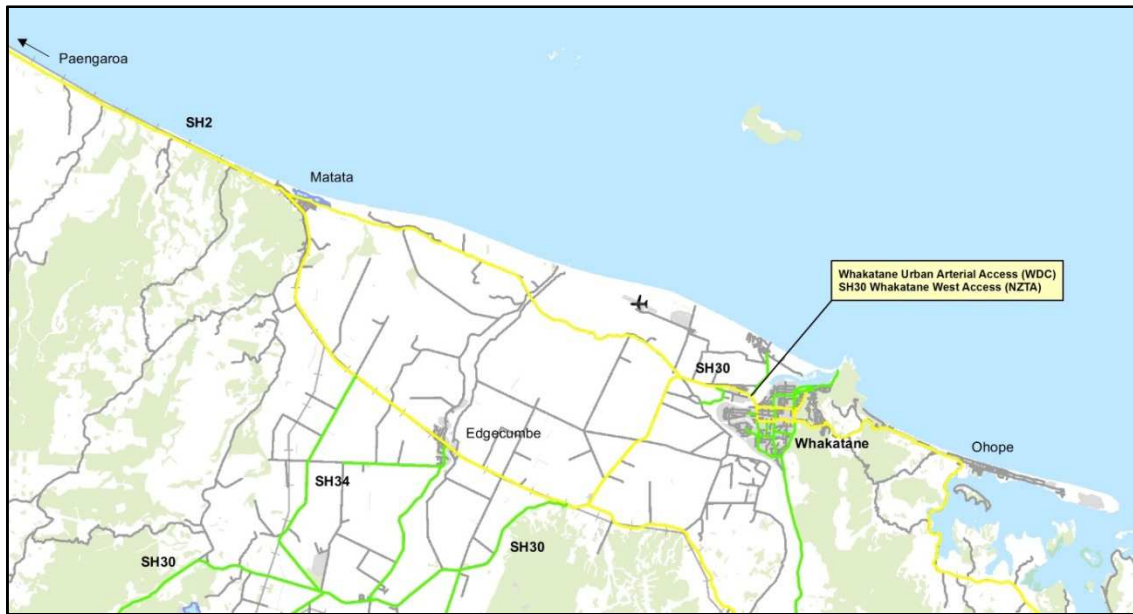 Paengaroa
SH2
Matata
Whakatane Urban Arterial Access (WDC)
SH30 Whakatane West Access (NZTA)
SH30
Edgecumbe
Whakatane
Ohope
SH34
SH30
SH30